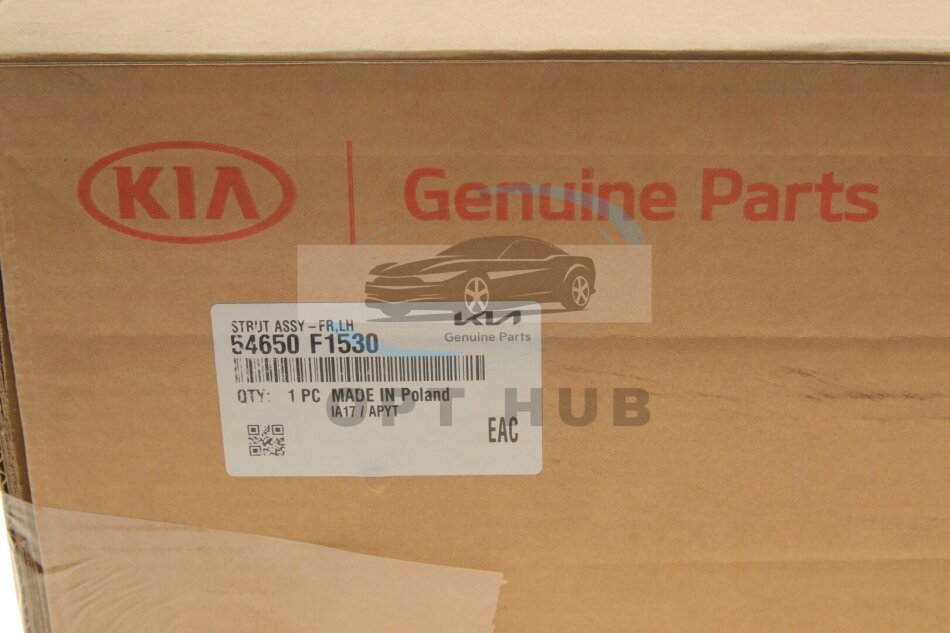 KIA Genuine Parts
STRUT ASSY-FR,LH
54650 F1530
KIA
Genuine Parts
QTY: 1 PC MADE IN Poland
IA17 / APYT
EAC
OPT HUB